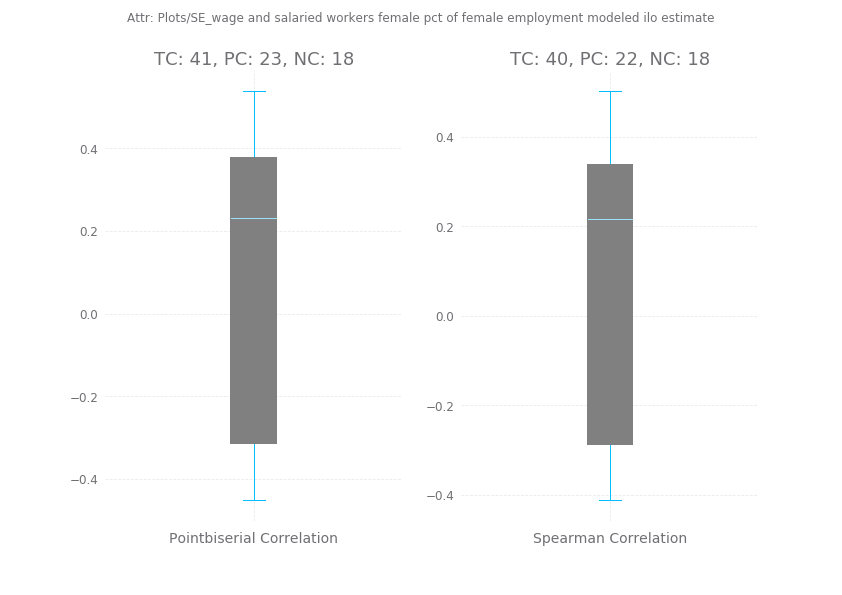 Attr: Plots/SE_wage and salaried workers female pct of female employment modeled ilo estimate
TC: 41, PC: 23, NC: 18
0.4
0.2
0.0
−0.2
−0.4
Pointbiserial Correlation
TC: 40, PC: 22, NC: 18
0.4
0.2
0.0
−0.2
−0.4
Spearman Correlation